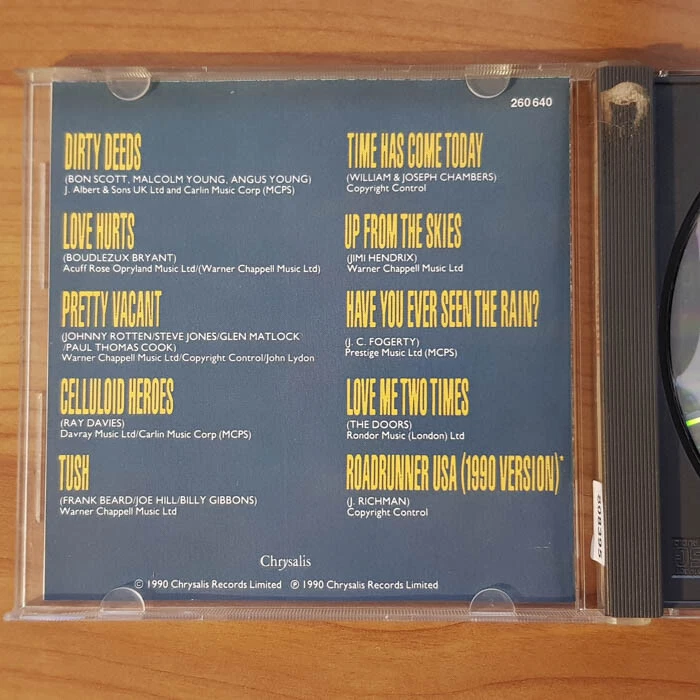 260 640
DIRTY DEEDS
(BON SCOTT, MALCOLM YOUNG, ANGUS YOUNG)
J. Albert & Sons UK Ltd and Carlin Music Corp (MCPS)
LOVE HURTS
(BOUDLEZUX BRYANT)
Acuff Rose Opryland Music Ltd/(Warner Chappell Music Ltd)
PRETTY VACANT
(JOHNNY ROTTEN/STEVE JONES/GLEN MATLOCK
/PAUL THOMAS COOK)
Warner Chappell Music Ltd/Copyright Control/John Lydon
CELLULOID HEROES
(RAY DAVIES)
Davray Music Ltd/Carlin Music Corp (MCPS)
TUSH
(FRANK BEARD/JOE HILL/BILLY GIBBONS)
Warner Chappell Music Ltd
TIME HAS COME TODAY
(WILLIAM & JOSEPH CHAMBERS)
Copyright Control
UP FROM THE SKIES
(JIMI HENDRIX)
Warner Chappell Music Ltd
HAVE YOU EVER SEEN THE RAIN?
(J. C. FOGERTY)
Prestige Music Ltd (MCPS)
LOVE ME TWO TIMES
(THE DOORS)
Rondor Music (London) Ltd
ROADRUNNER USA (1990 VERSION)*
(J. RICHMAN)
Copyright Control
Chrysalis
© 1990 Chrysalis Records Limited ℗ 1990 Chrysalis Records Limited
808395